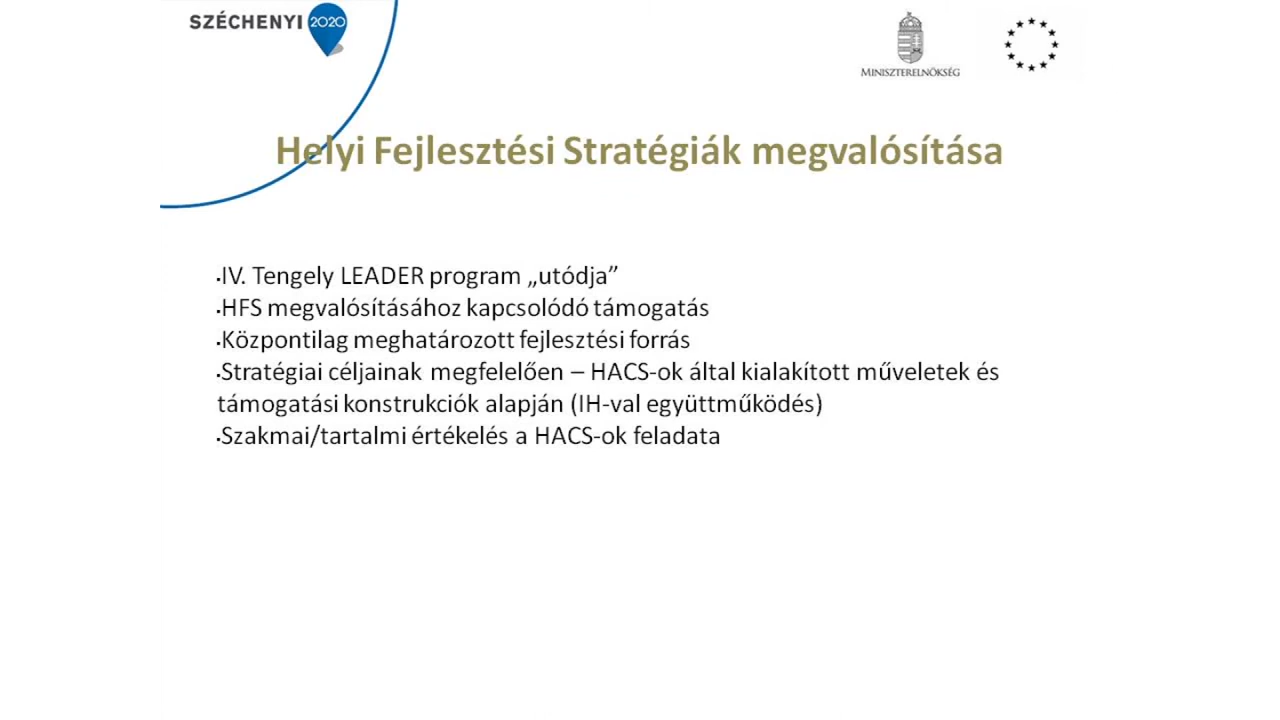 SZÉCHENYI 2020
MINISZTERELNÖKSÉG
Helyi Fejlesztési Stratégiák megvalósítása
•IV. Tengely LEADER program „utódja”
•HFS megvalósításához kapcsolódó támogatás
•Központilag meghatározott fejlesztési forrás
•Stratégiai céljainak megfelelően – HACS-ok által kialakított műveletek és
támogatási konstrukciók alapján (IH-val együttműködés)
•Szakmai/tartalmi értékelés a HACS-ok feladata